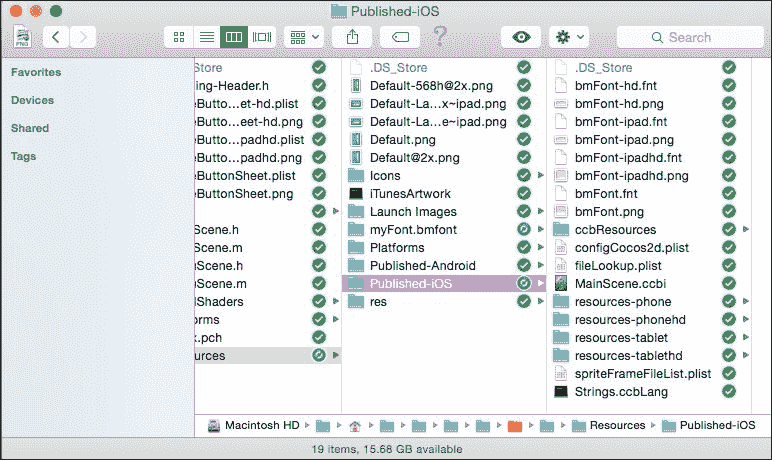 Published-iOS
PNG
Search
Favorites
Devices
Shared
Tags
_Store
ing-Header.h
eButto...et-hd.plist
eButto...eet-hd.png
eButto...padhd.plist
eButto...padhd.png
eButtonSheet.plist
eButtonSheet.png
Scene.h
Scene.m
Scene.h
Scene.m
dShaders
orms
x.pch
urces
.DS_Store
Default-568h@2x.png
Default-La...x~ipad.png
Default-La...e~ipad.png
Default.png
Default@2x.png
Icons
iTunesArtwork
Launch Images
myFont.bmfont
Platforms
Published-Android
Published-iOS
res
.DS_Store
bmFont-hd.fnt
bmFont-hd.png
bmFont-ipad.fnt
bmFont-ipad.png
bmFont-ipadhd.fnt
bmFont-ipadhd.png
bmFont.fnt
bmFont.png
ccbResources
configCocos2d.plist
fileLookup.plist
MainScene.ccbi
resources-phone
resources-phonehd
resources-tablet
resources-tablethd
spriteFrameFileList.plist
Strings.ccbLang
Macintosh HD
Resources
Published-iOS
19 items, 15.68 GB available